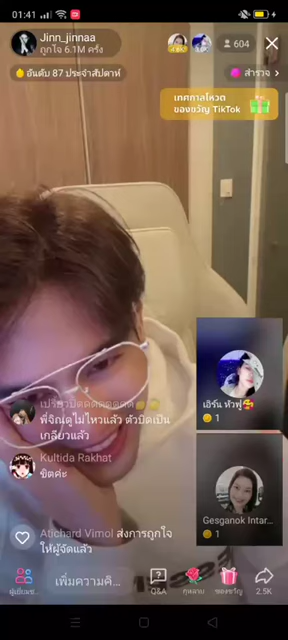 01:41
Jinn_jinnaa
ถูกใจ 6.1M ครั้ง
604
อันดับ 87 ประจำสัปดาห์
สำรวจ >
เทศกาลโหวต
ของขวัญ TikTok
เอิร์น หัวฟู
1
พี่จิณดูไม่ไหวแล้ว ตัวบิดเป็น
เกลียวแล้ว
Kultida Rakhat
ขิตค่ะ
Gesganok Intar...
1
Atichard Vimol ส่งการถูกใจ
ให้ผู้จัดแล้ว
เพิ่มความคิ...
ผู้เยี่ยมช...
Q&A
กุหลาบ
ของขวัญ
2.5K